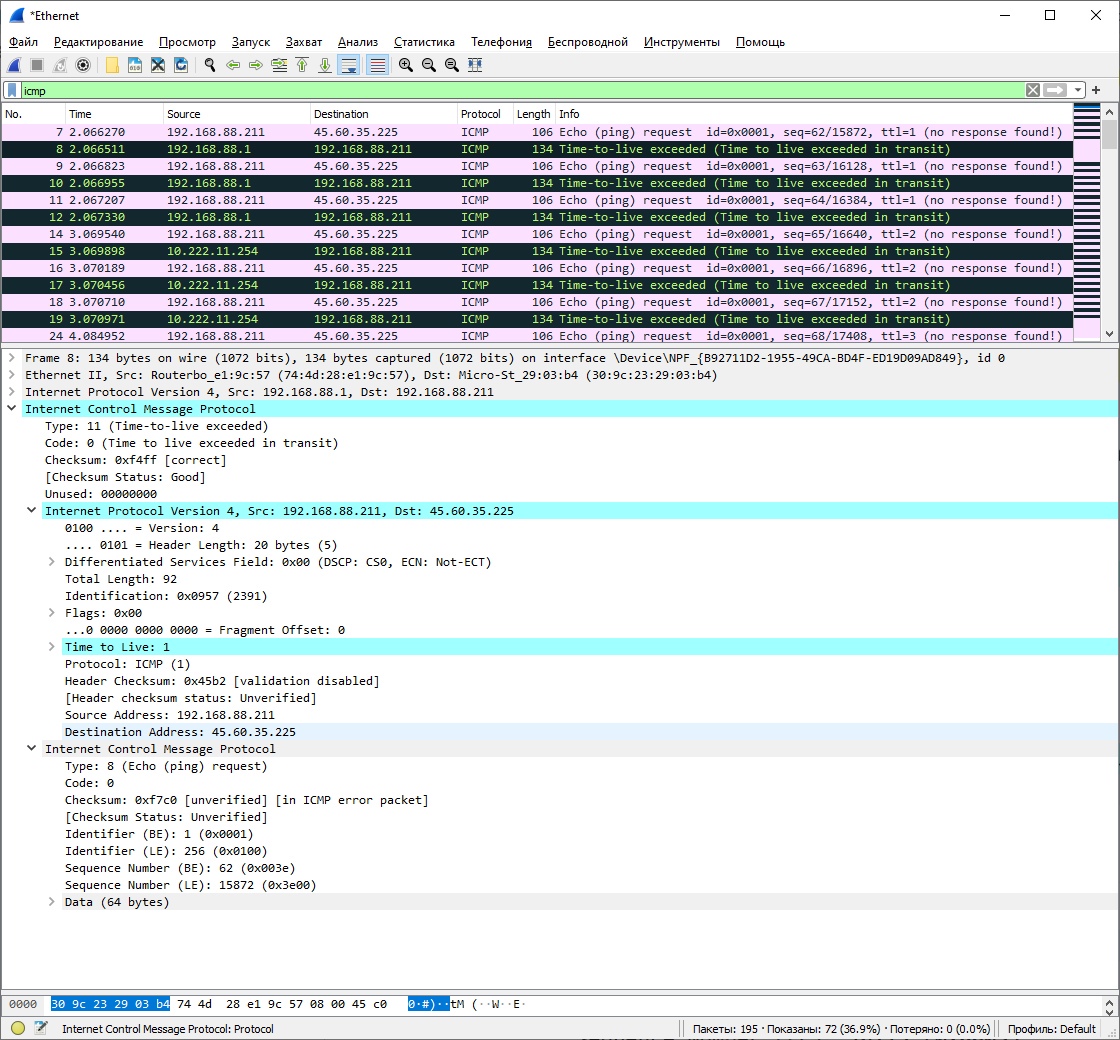 *Ethernet
Файл Редактирование Просмотр Запуск Захват Анализ Статистика Телефония Беспроводной Инструменты Помощь
icmp
No. Time Source Destination Protocol Length Info
7 2.066270 192.168.88.211 45.60.35.225 ICMP 106 Echo (ping) request id=0x0001, seq=62/15872, ttl=1 (no response found!)
8 2.066511 192.168.88.1 192.168.88.211 ICMP 134 Time-to-live exceeded (Time to live exceeded in transit)
9 2.066823 192.168.88.211 45.60.35.225 ICMP 106 Echo (ping) request id=0x0001, seq=63/16128, ttl=1 (no response found!)
10 2.066955 192.168.88.1 192.168.88.211 ICMP 134 Time-to-live exceeded (Time to live exceeded in transit)
11 2.067207 192.168.88.211 45.60.35.225 ICMP 106 Echo (ping) request id=0x0001, seq=64/16384, ttl=1 (no response found!)
12 2.067330 192.168.88.1 192.168.88.211 ICMP 134 Time-to-live exceeded (Time to live exceeded in transit)
14 3.069540 192.168.88.211 45.60.35.225 ICMP 106 Echo (ping) request id=0x0001, seq=65/16640, ttl=2 (no response found!)
15 3.069898 10.222.11.254 192.168.88.211 ICMP 134 Time-to-live exceeded (Time to live exceeded in transit)
16 3.070189 192.168.88.211 45.60.35.225 ICMP 106 Echo (ping) request id=0x0001, seq=66/16896, ttl=2 (no response found!)
17 3.070456 10.222.11.254 192.168.88.211 ICMP 134 Time-to-live exceeded (Time to live exceeded in transit)
18 3.070710 192.168.88.211 45.60.35.225 ICMP 106 Echo (ping) request id=0x0001, seq=67/17152, ttl=2 (no response found!)
19 3.070971 10.222.11.254 192.168.88.211 ICMP 134 Time-to-live exceeded (Time to live exceeded in transit)
24 4.084952 192.168.88.211 45.60.35.225 ICMP 106 Echo (ping) request id=0x0001, seq=68/17408, ttl=3 (no response found!)
Frame 8: 134 bytes on wire (1072 bits), 134 bytes captured (1072 bits) on interface \Device\NPF_{B92711D2-1955-49CA-BD4F-ED19D09AD849}, id 0
Ethernet II, Src: Routerbo_e1:9c:57 (74:4d:28:e1:9c:57), Dst: Micro-St_29:03:b4 (30:9c:23:29:03:b4)
Internet Protocol Version 4, Src: 192.168.88.1, Dst: 192.168.88.211
Internet Control Message Protocol
Type: 11 (Time-to-live exceeded)
Code: 0 (Time to live exceeded in transit)
Checksum: 0xf4ff [correct]
[Checksum Status: Good]
Unused: 00000000
Internet Protocol Version 4, Src: 192.168.88.211, Dst: 45.60.35.225
0100 .... = Version: 4
.... 0101 = Header Length: 20 bytes (5)
Differentiated Services Field: 0x00 (DSCP: CS0, ECN: Not-ECT)
Total Length: 92
Identification: 0x0957 (2391)
Flags: 0x00
...0 0000 0000 0000 = Fragment Offset: 0
Time to Live: 1
Protocol: ICMP (1)
Header Checksum: 0x45b2 [validation disabled]
[Header checksum status: Unverified]
Source Address: 192.168.88.211
Destination Address: 45.60.35.225
Internet Control Message Protocol
Type: 8 (Echo (ping) request)
Code: 0
Checksum: 0xf7c0 [unverified] [in ICMP error packet]
[Checksum Status: Unverified]
Identifier (BE): 1 (0x0001)
Identifier (LE): 256 (0x0100)
Sequence Number (BE): 62 (0x003e)
Sequence Number (LE): 15872 (0x3e00)
Data (64 bytes)
0000 30 9c 23 29 03 b4 74 4d 28 e1 9c 57 08 00 45 c0 0·#)··tM (··W··E·
Internet Control Message Protocol: Protocol Пакеты: 195 · Показаны: 72 (36.9%) · Потеряно: 0 (0.0%) Профиль: Default